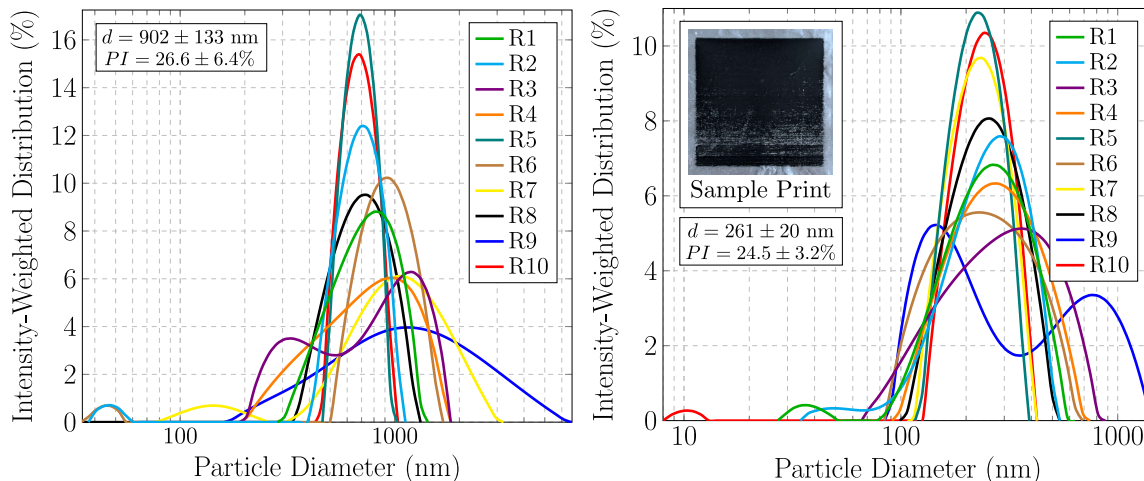 Intensity-Weighted Distribution (%)
16
14
12
10
8
6
4
2
0
d = 902 ± 133 nm
PI = 26.6 ± 6.4%
R1
R2
R3
R4
R5
R6
R7
R8
R9
R10
100
1000
Particle Diameter (nm)
Intensity-Weighted Distribution (%)
10
8
6
4
2
0
Sample Print
d = 261 ± 20 nm
PI = 24.5 ± 3.2%
R1
R2
R3
R4
R5
R6
R7
R8
R9
R10
10
100
1000
Particle Diameter (nm)